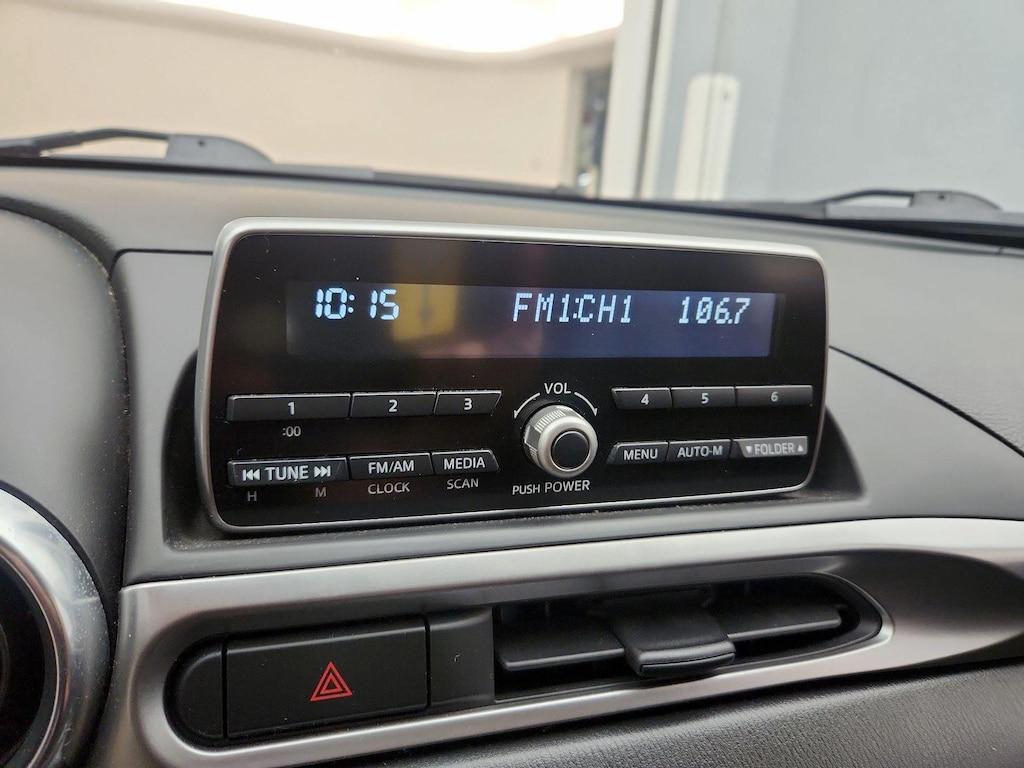 10:15 FM1:CH1 106.7
VOL
1 2 3 4 5 6
:00
⏮ TUNE ⏭ FM/AM MEDIA MENU AUTO-M ▼FOLDER▲
H M CLOCK SCAN
PUSH POWER